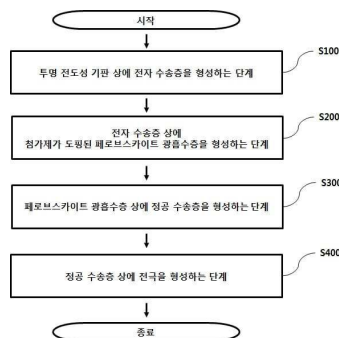 시작
S100
투명 전도성 기판 상에 전자 수송층을 형성하는 단계
S200
전자 수송층 상에
첨가제가 도핑된 페로브스카이트 광흡수층을 형성하는 단계
S300
페로브스카이트 광흡수층 상에 정공 수송층을 형성하는 단계
S400
정공 수송층 상에 전극을 형성하는 단계
종료